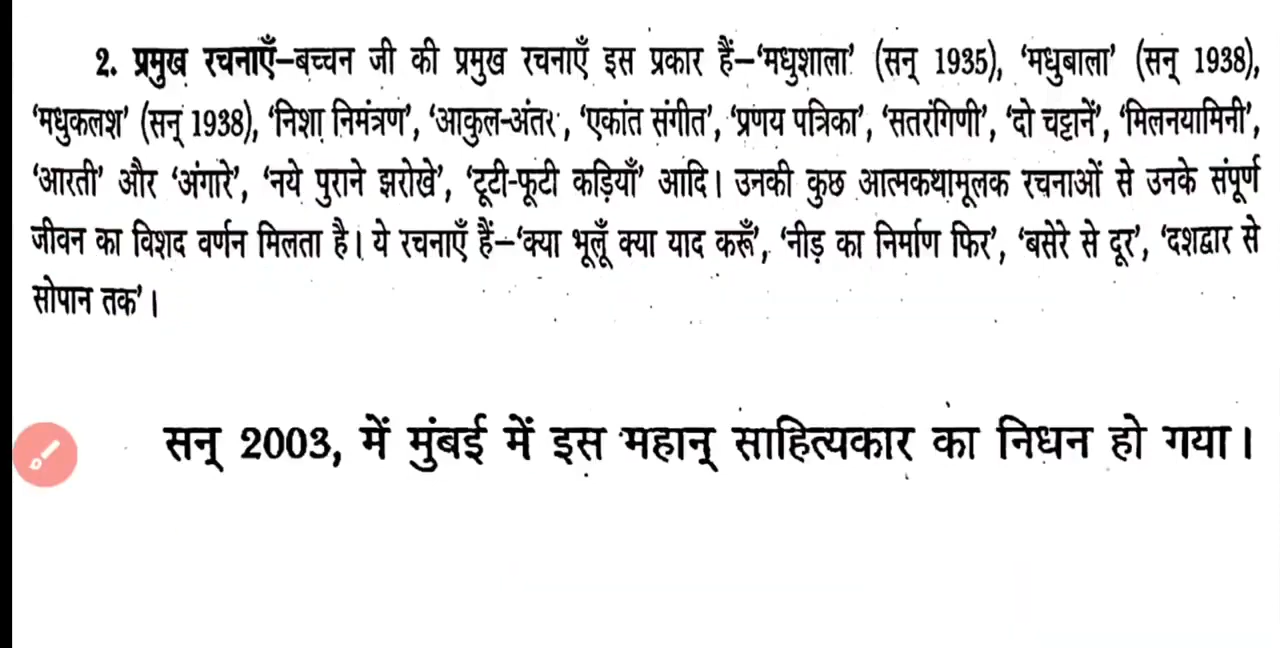 2. प्रमुख रचनाएँ–बच्चन जी की प्रमुख रचनाएँ इस प्रकार हैं–‘मधुशाला’ (सन् 1935), ‘मधुबाला’ (सन् 1938),
‘मधुकलश’ (सन् 1938), ‘निशा निमंत्रण’, ‘आकुल-अंतर’, ‘एकांत संगीत’, ‘प्रणय पत्रिका’, ‘सतरंगिणी’, ‘दो चट्टानें’, ‘मिलनयामिनी’,
‘आरती’ और ‘अंगारे’, ‘नये पुराने झरोखे’, ‘टूटी-फूटी कड़ियाँ’ आदि। उनकी कुछ आत्मकथामूलक रचनाओं से उनके संपूर्ण
जीवन का विशद वर्णन मिलता है। ये रचनाएँ हैं–‘क्या भूलूँ क्या याद करूँ’, ‘नीड़ का निर्माण फिर’, ‘बसेरे से दूर’, ‘दशद्वार से
सोपान तक’।
सन् 2003, में मुंबई में इस महान् साहित्यकार का निधन हो गया।